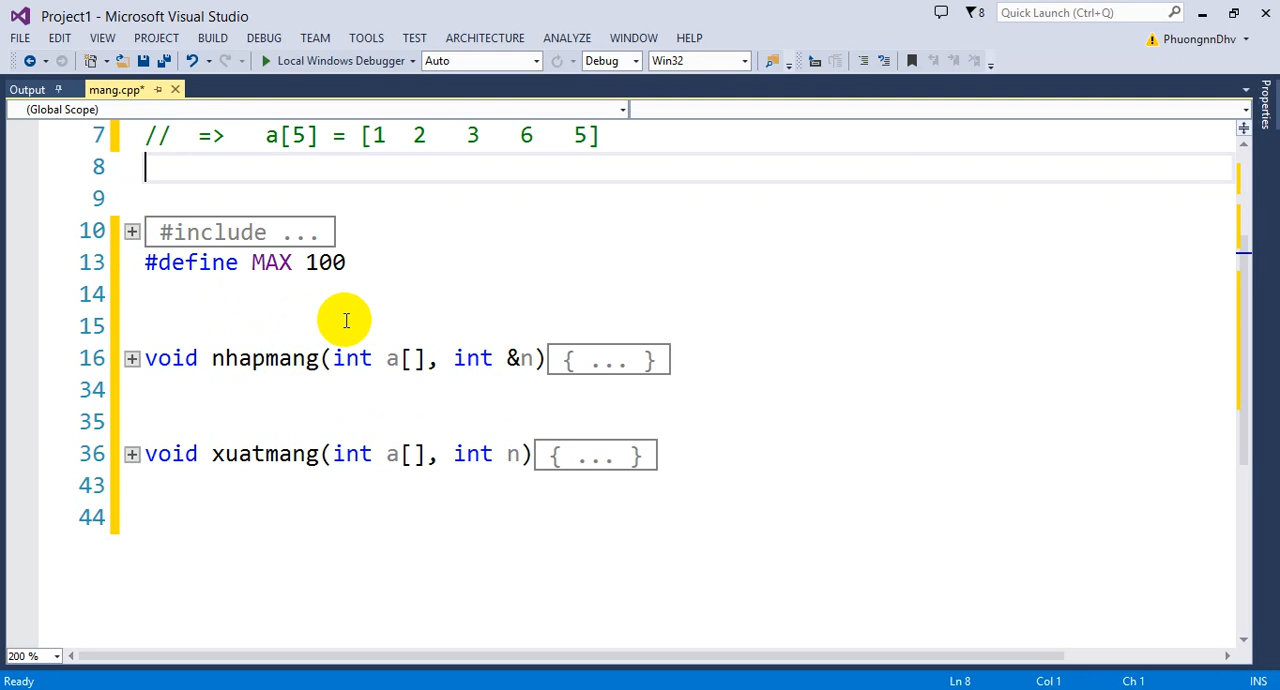 Project1 - Microsoft Visual Studio
8
Quick Launch (Ctrl+Q)
FILE EDIT VIEW PROJECT BUILD DEBUG TEAM TOOLS TEST ARCHITECTURE ANALYZE WINDOW HELP
PhuongnnDhv
Local Windows Debugger Auto Debug Win32
Output mang.cpp*
(Global Scope)
Properties
7 // => a[5] = [1 2 3 6 5]
8
9
10 #include ...
13 #define MAX 100
14
15
16 void nhapmang(int a[], int &n){ ... }
34
35
36 void xuatmang(int a[], int n){ ... }
43
44
200 %
Ready Ln 8 Col 1 Ch 1 INS